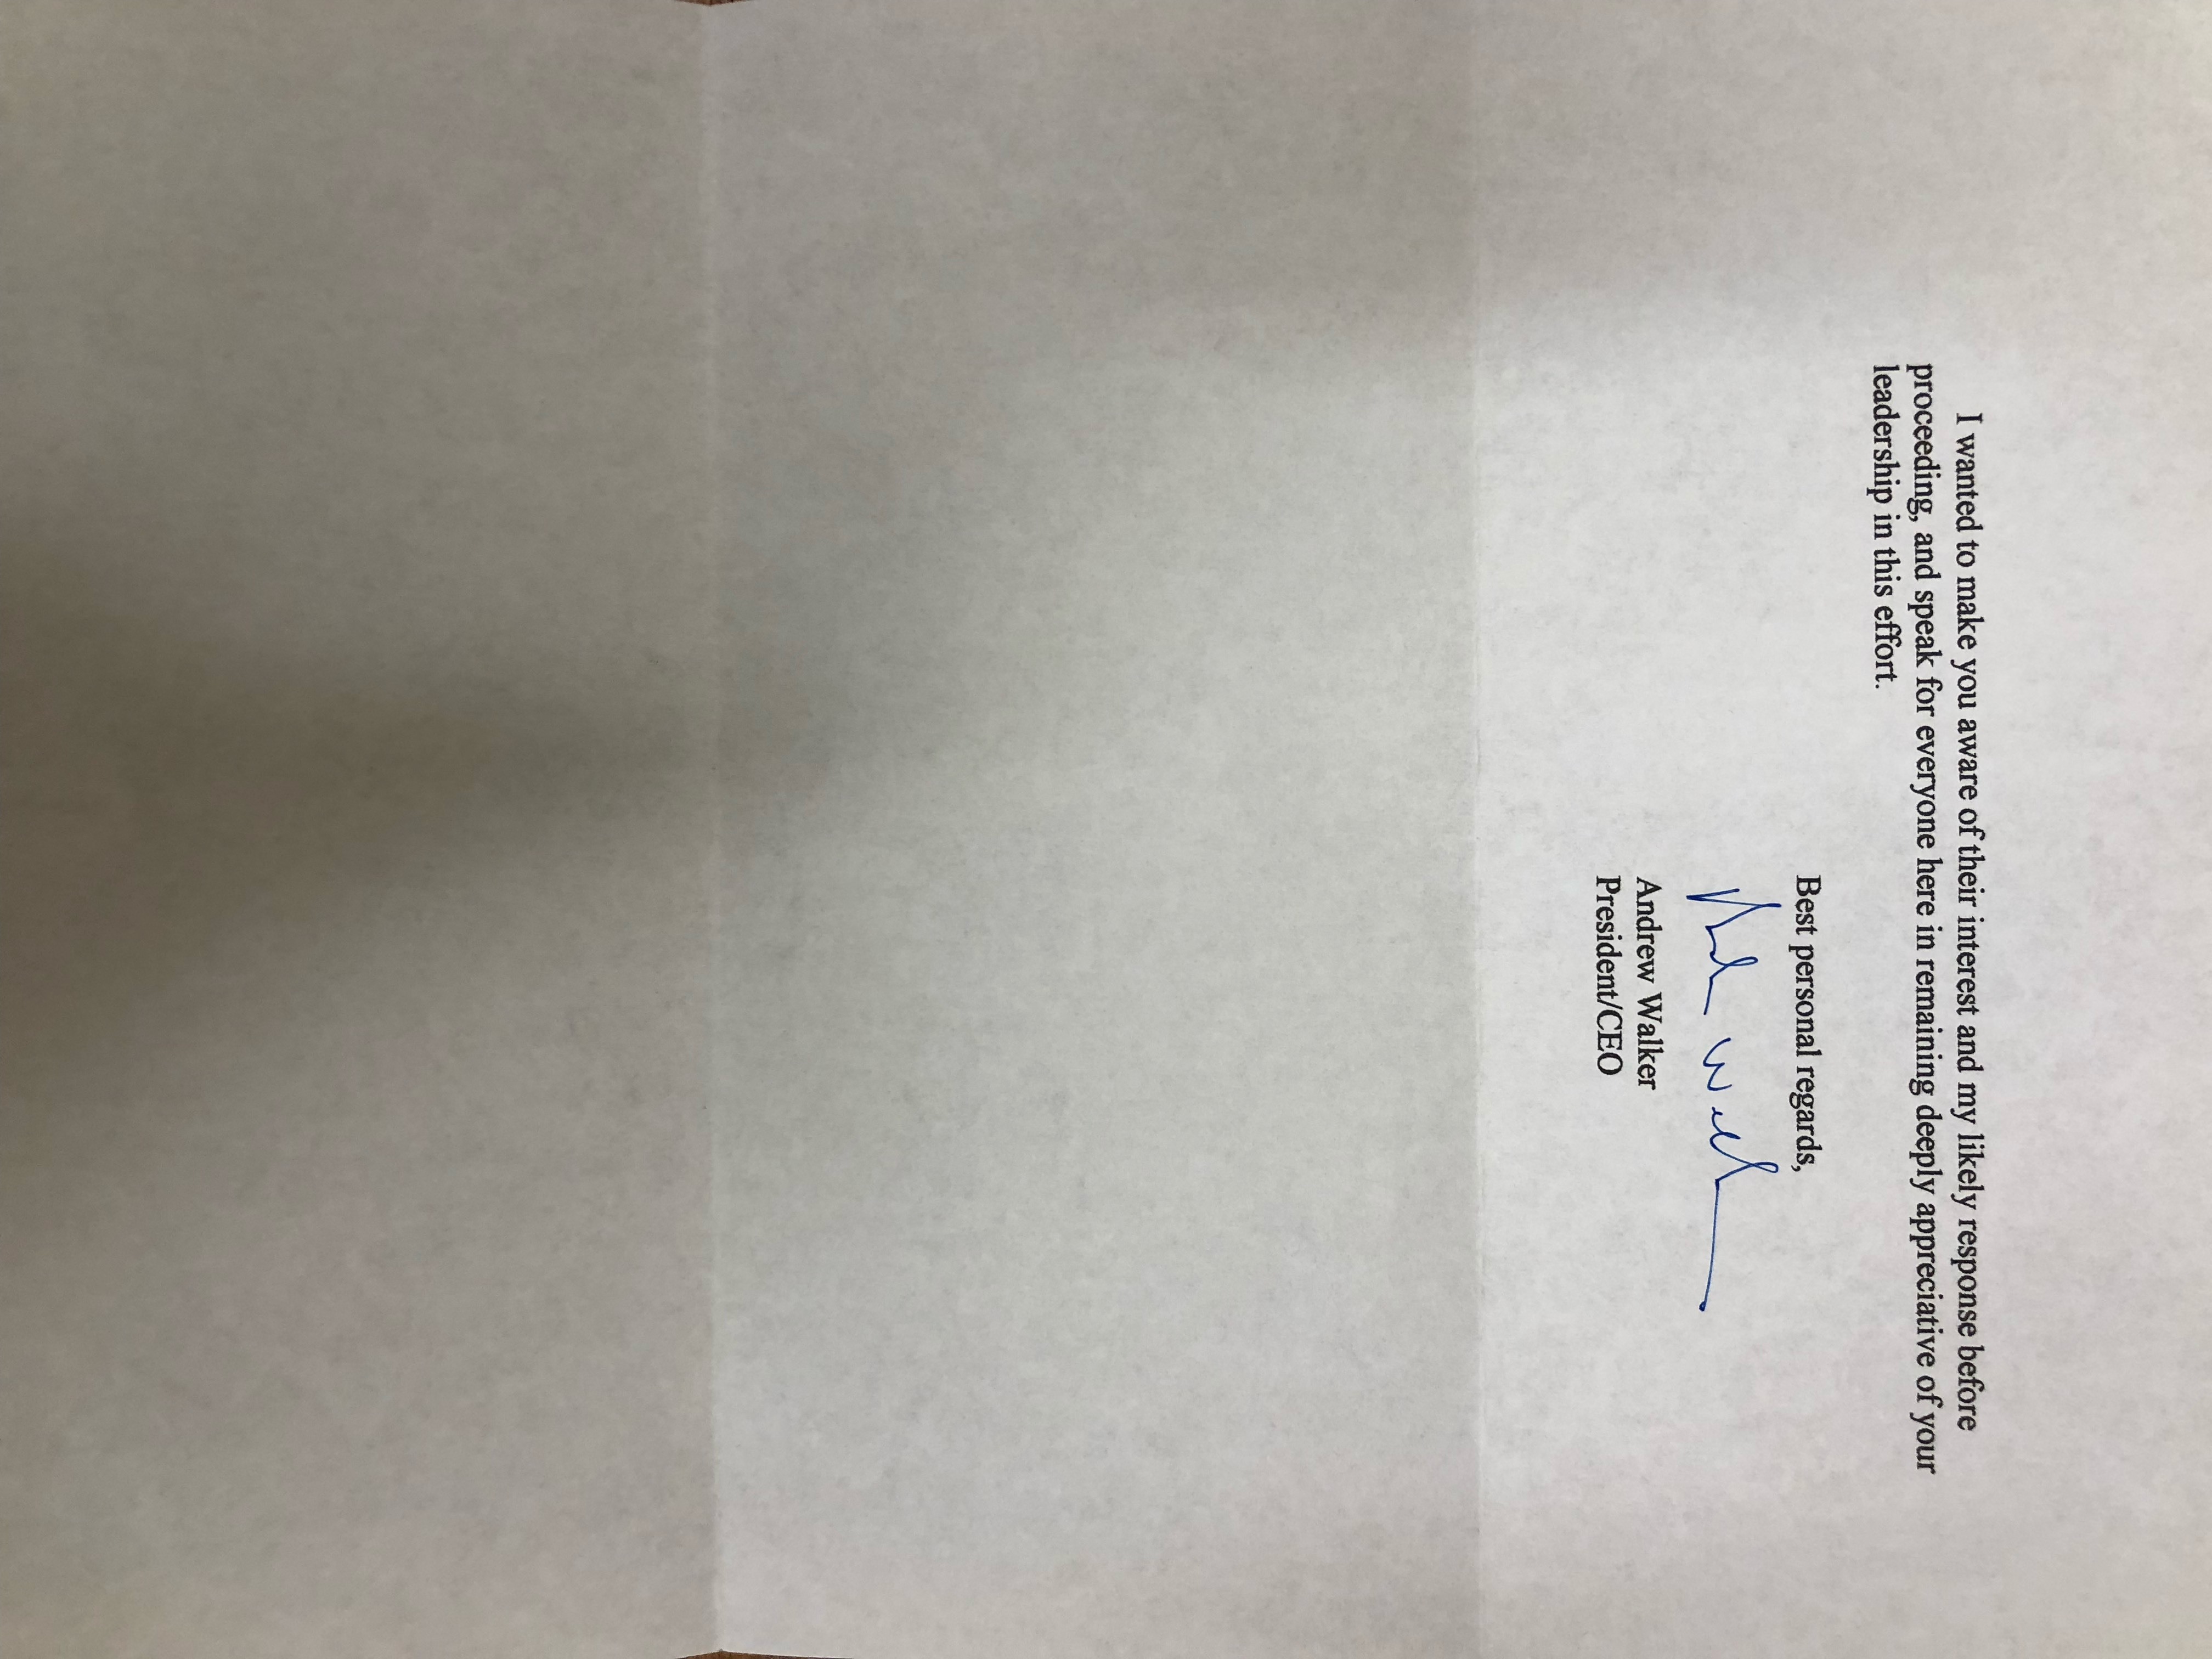 I wanted to make you aware of their interest and my likely response before
proceeding, and speak for everyone here in remaining deeply appreciative of your
leadership in this effort.
Best personal regards,
Andrew Walker
President/CEO